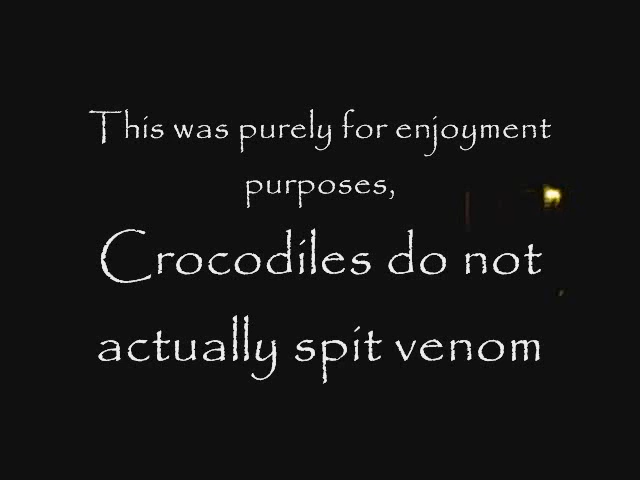 This was purely for enjoyment
purposes,
Crocodiles do not
actually spit venom